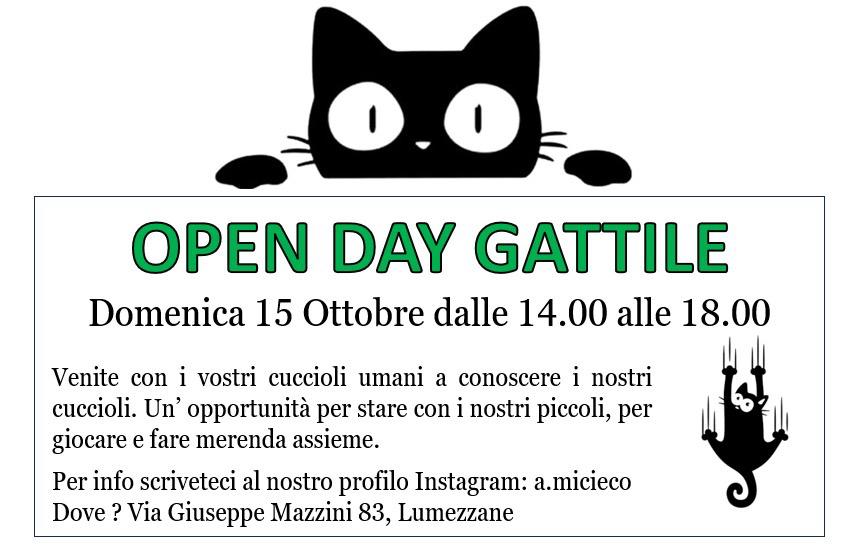 OPEN DAY GATTILE
Domenica 15 Ottobre dalle 14.00 alle 18.00
Venite con i vostri cuccioli umani a conoscere i nostri
cuccioli. Un’ opportunità per stare con i nostri piccoli, per
giocare e fare merenda assieme.
Per info scriveteci al nostro profilo Instagram: a.micieco
Dove ? Via Giuseppe Mazzini 83, Lumezzane